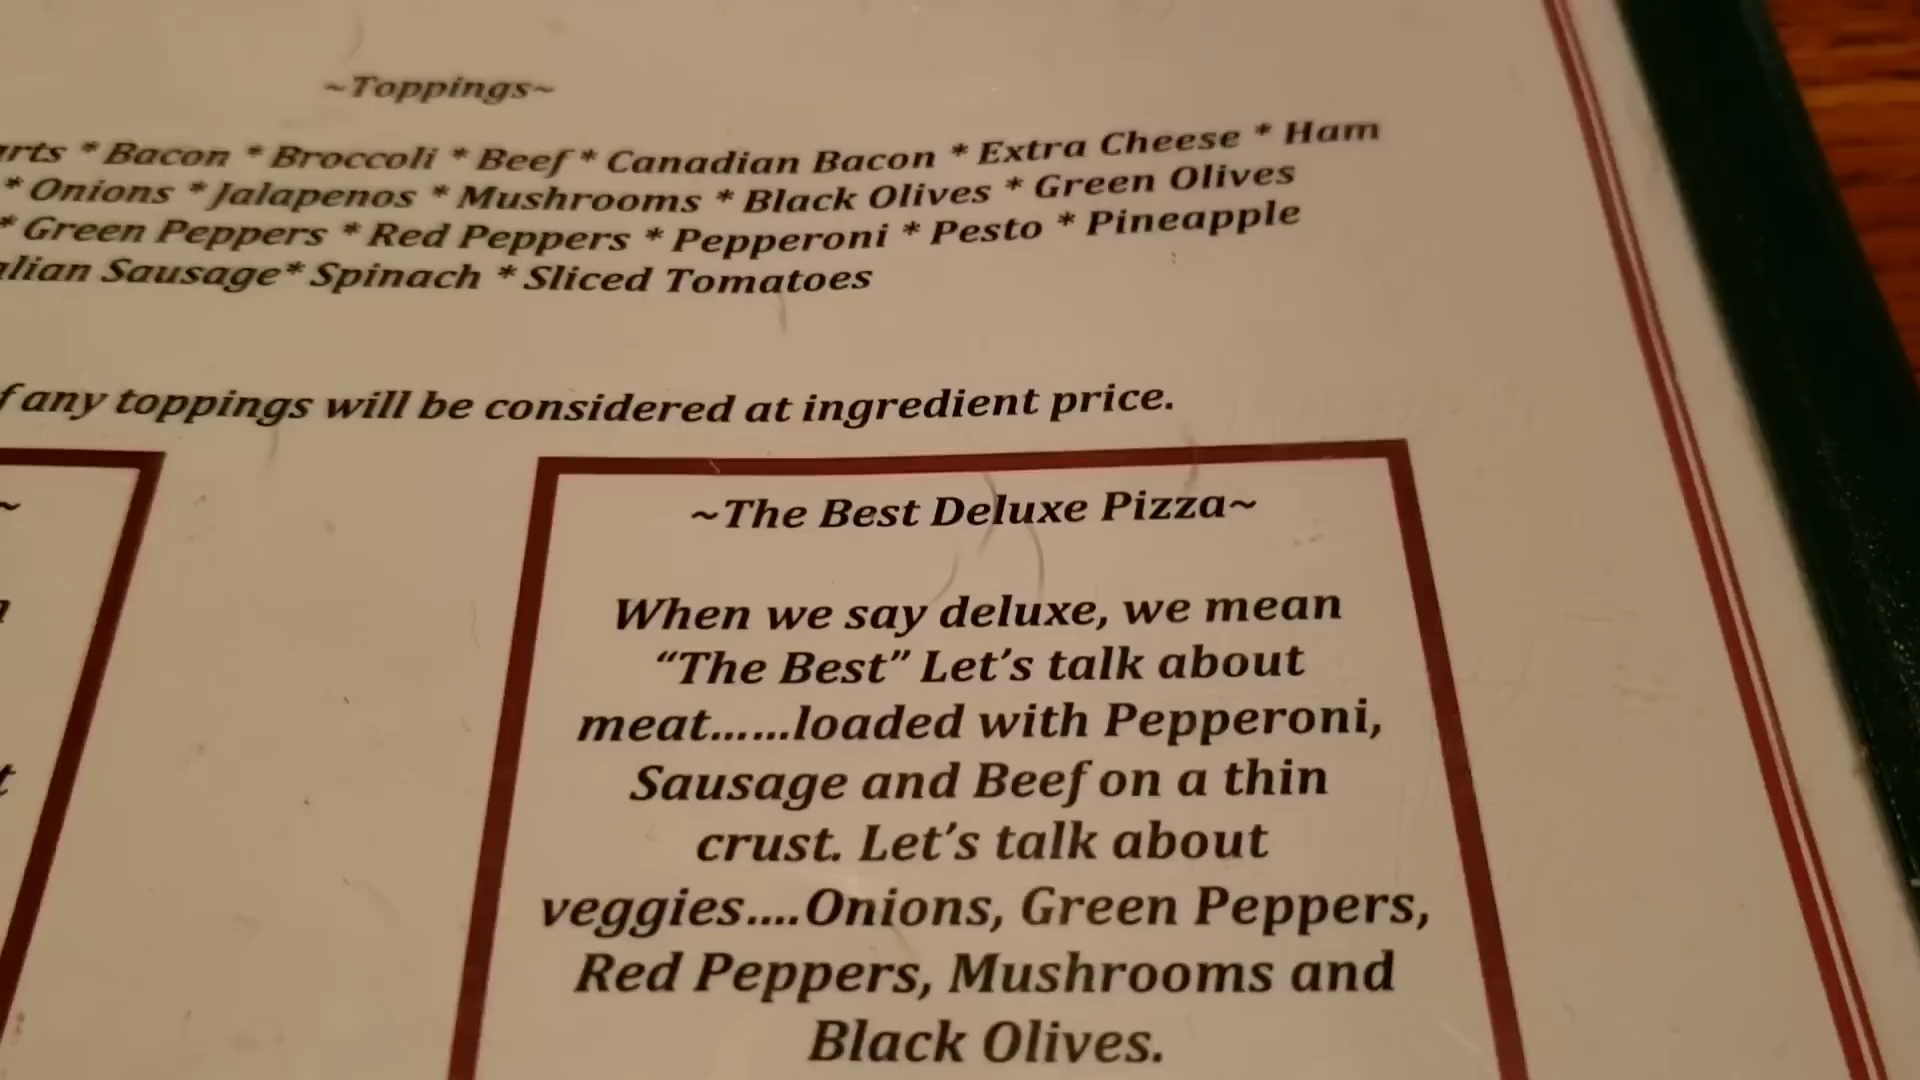 ~Toppings~
* Bacon * Broccoli * Beef * Canadian Bacon * Extra Cheese * Ham
* Onions * Jalapenos * Mushrooms * Black Olives * Green Olives
* Green Peppers * Red Peppers * Pepperoni * Pesto * Pineapple
Sausage* Spinach * Sliced Tomatoes
any toppings will be considered at ingredient price.
~The Best Deluxe Pizza~
When we say deluxe, we mean
“The Best” Let’s talk about
meat......loaded with Pepperoni,
Sausage and Beef on a thin
crust. Let’s talk about
veggies....Onions, Green Peppers,
Red Peppers, Mushrooms and
Black Olives.